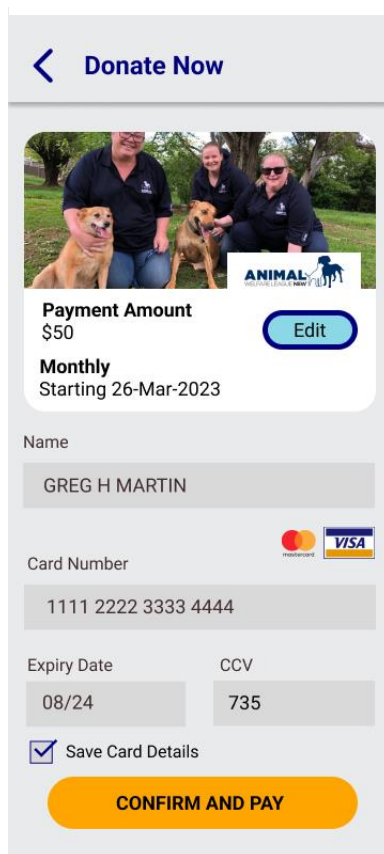 Donate Now
ANIMAL
WELFARE LEAGUE NSW
Payment Amount
$50
Edit
Monthly
Starting 26-Mar-2023
Name
GREG H MARTIN
mastercard
VISA
Card Number
1111 2222 3333 4444
Expiry Date
CCV
08/24
735
Save Card Details
CONFIRM AND PAY